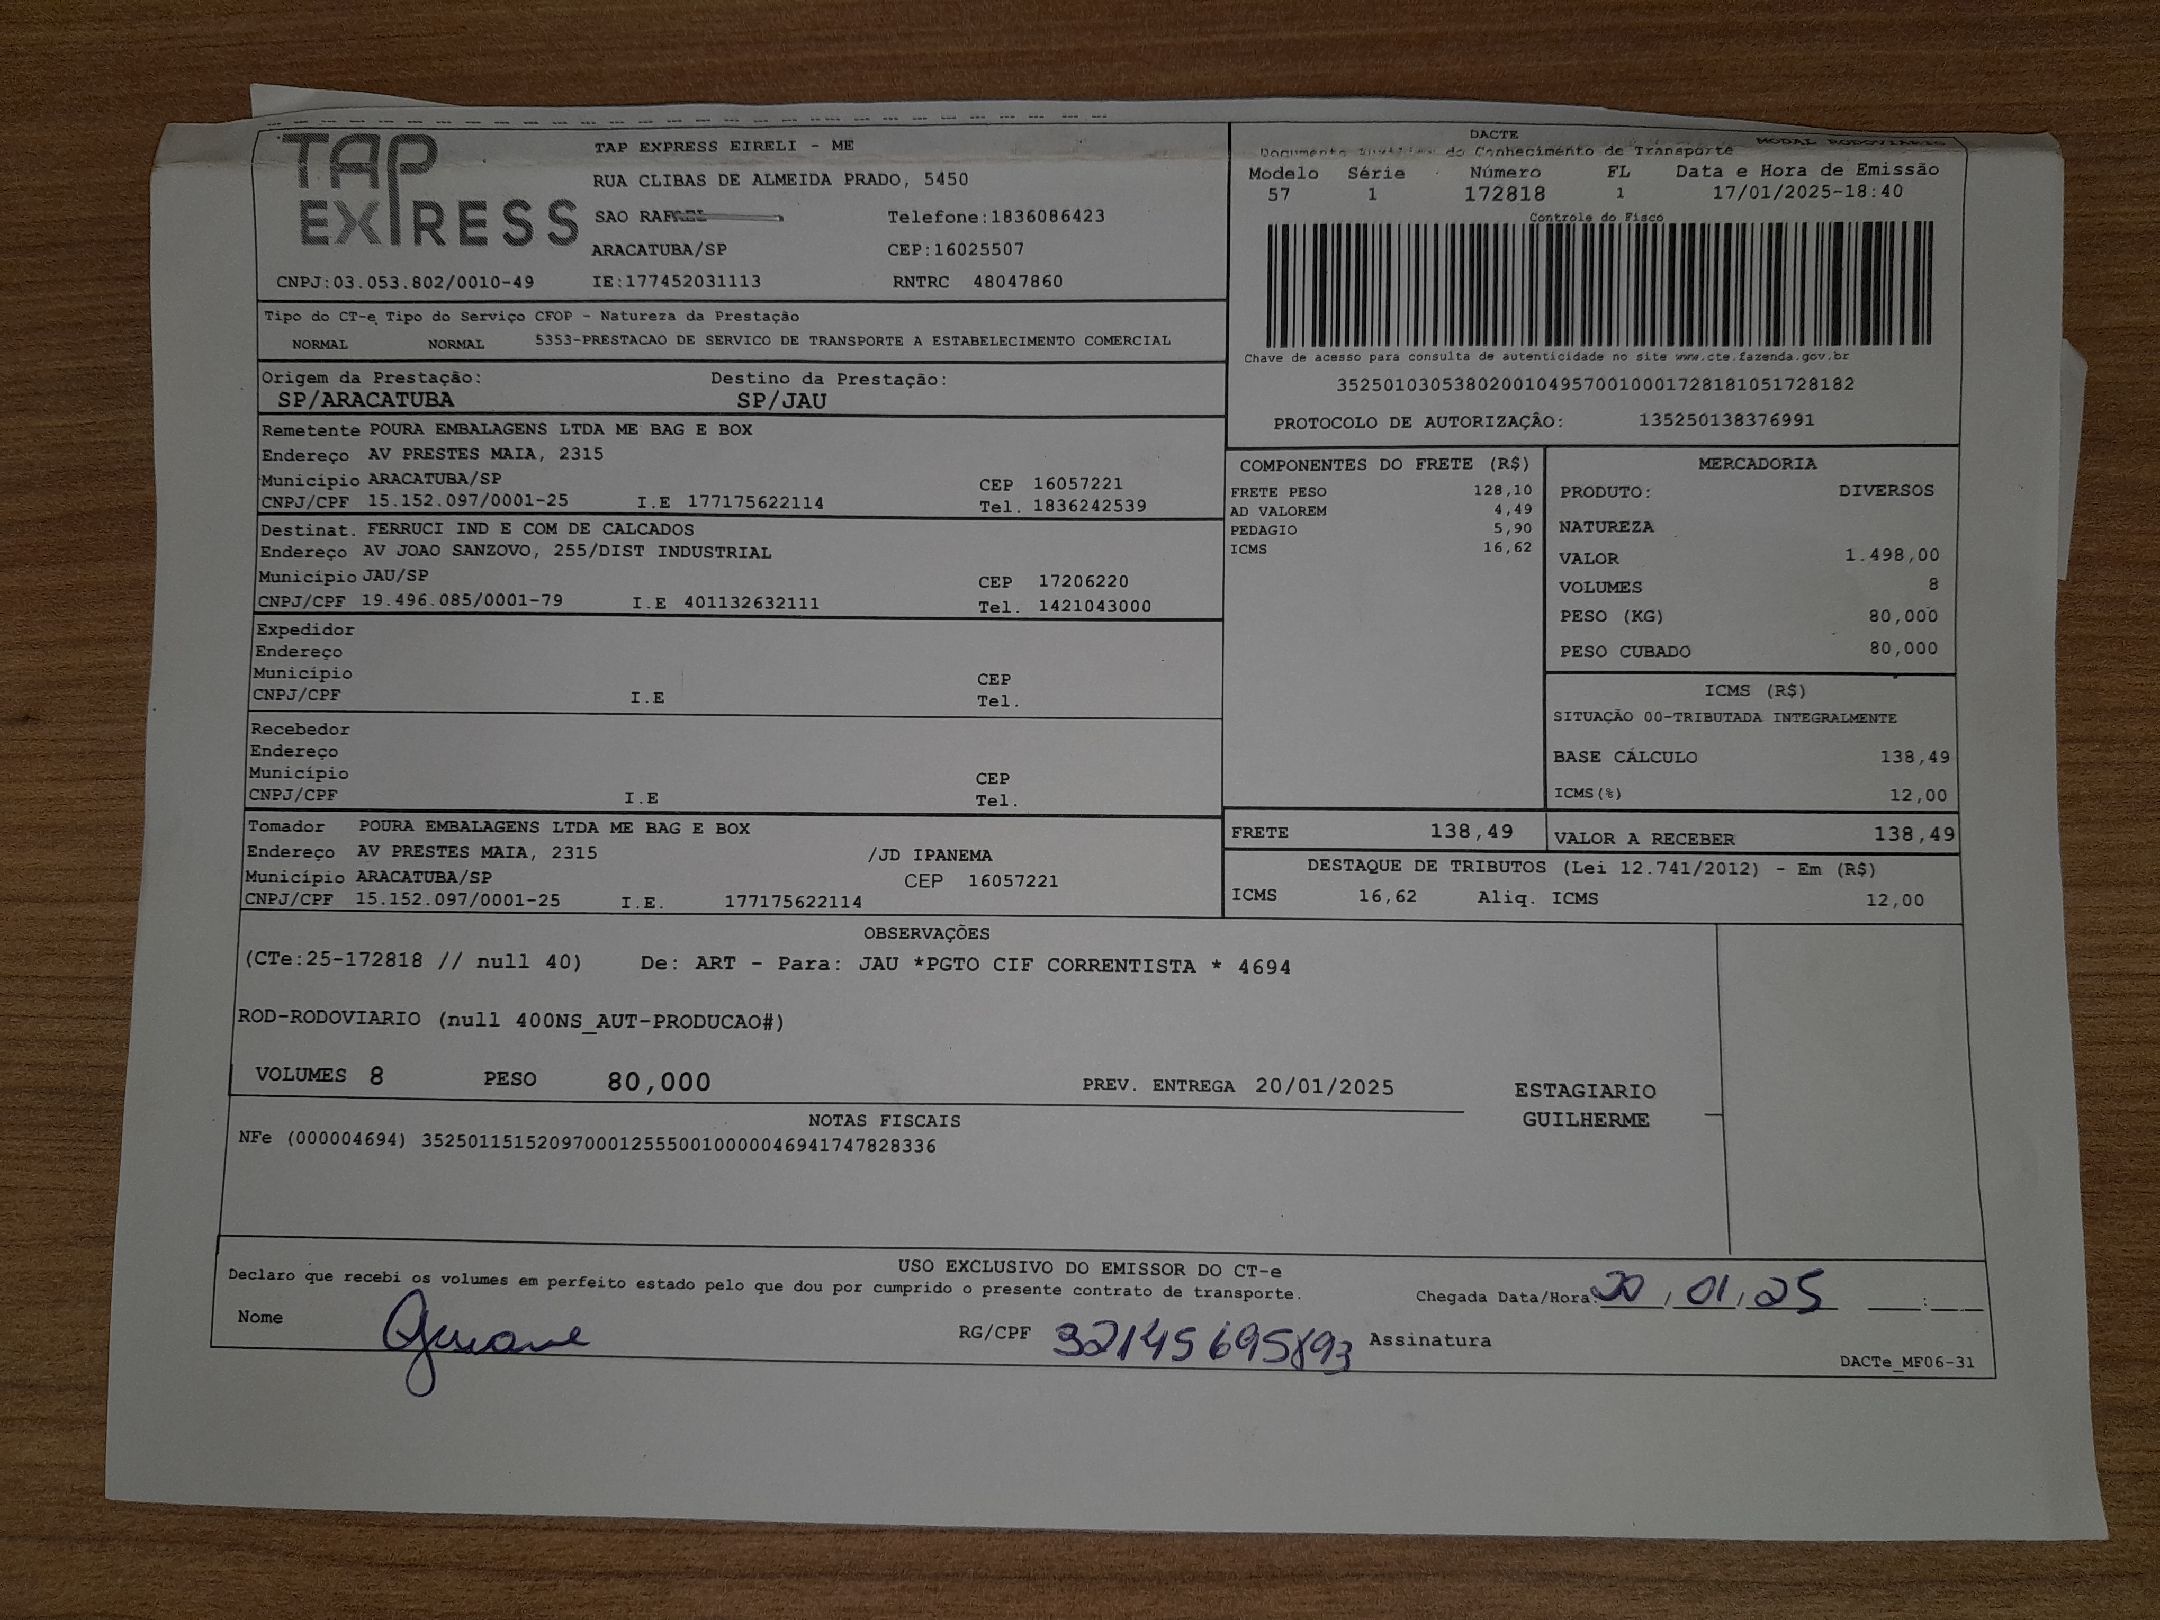 TAP
EXPRESS
TAP EXPRESS EIRELI - ME
RUA CLIBAS DE ALMEIDA PRADO, 5450
SAO RAFAEL Telefone:1836086423
ARACATUBA/SP CEP:16025507
CNPJ:03.053.802/0010-49 IE:177452031113 RNTRC 48047860
DACTE
MODAL RODOVIARIO
Documento Auxiliar do Conhecimento de Transporte
Modelo Série Número FL Data e Hora de Emissão
57 1 172818 1 17/01/2025-18:40
Controle do Fisco
Chave de acesso para consulta de autenticidade no site www.cte.fazenda.gov.br
35250103053802001049570010001728181051728182
PROTOCOLO DE AUTORIZAÇÃO: 135250138376991
Tipo do CT-e Tipo do Serviço CFOP - Natureza da Prestação
NORMAL NORMAL 5353-PRESTACAO DE SERVICO DE TRANSPORTE A ESTABELECIMENTO COMERCIAL
Origem da Prestação: Destino da Prestação:
SP/ARACATUBA SP/JAU
Remetente POURA EMBALAGENS LTDA ME BAG E BOX
Endereço AV PRESTES MAIA, 2315
Município ARACATUBA/SP CEP 16057221
CNPJ/CPF 15.152.097/0001-25 I.E 177175622114 Tel. 1836242539
Destinat. FERRUCI IND E COM DE CALCADOS
Endereço AV JOAO SANZOVO, 255/DIST INDUSTRIAL
Município JAU/SP CEP 17206220
CNPJ/CPF 19.496.085/0001-79 I.E 401132632111 Tel. 1421043000
Expedidor
Endereço
Município CEP
CNPJ/CPF I.E Tel.
Recebedor
Endereço
Município CEP
CNPJ/CPF I.E Tel.
Tomador POURA EMBALAGENS LTDA ME BAG E BOX
Endereço AV PRESTES MAIA, 2315 /JD IPANEMA
Município ARACATUBA/SP CEP 16057221
CNPJ/CPF 15.152.097/0001-25 I.E. 177175622114
COMPONENTES DO FRETE (R$)
FRETE PESO 128,10
AD VALOREM 4,49
PEDAGIO 5,90
ICMS 16,62
MERCADORIA
PRODUTO: DIVERSOS
NATUREZA
VALOR 1.498,00
VOLUMES 8
PESO (KG) 80,000
PESO CUBADO 80,000
ICMS (R$)
SITUAÇÃO 00-TRIBUTADA INTEGRALMENTE
BASE CÁLCULO 138,49
ICMS(%) 12,00
FRETE 138,49 VALOR A RECEBER 138,49
DESTAQUE DE TRIBUTOS (Lei 12.741/2012) - Em (R$)
ICMS 16,62 Aliq. ICMS 12,00
OBSERVAÇÕES
(CTe:25-172818 // null 40) De: ART - Para: JAU *PGTO CIF CORRENTISTA * 4694
ROD-RODOVIARIO (null 400NS_AUT-PRODUCAO#)
VOLUMES 8 PESO 80,000 PREV. ENTREGA 20/01/2025
ESTAGIARIO
GUILHERME
NOTAS FISCAIS
NFe (000004694) 35250115152097000125550010000046941747828336
USO EXCLUSIVO DO EMISSOR DO CT-e
Declaro que recebi os volumes em perfeito estado pelo que dou por cumprido o presente contrato de transporte.
Chegada Data/Hora: 20/01/25 __:__
Nome RG/CPF 32145695893 Assinatura
DACTe_MF06-31